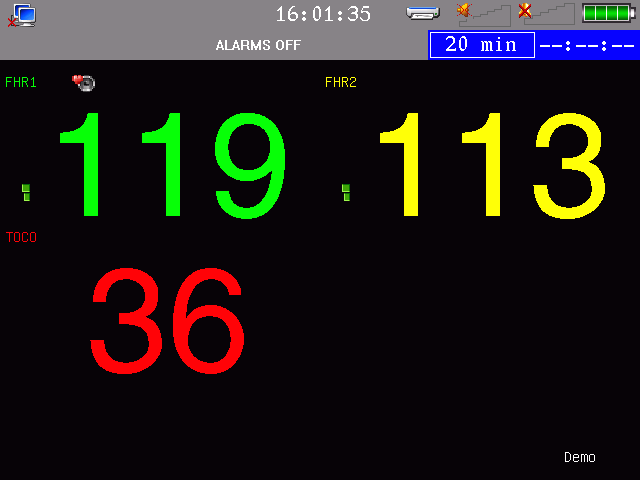 16:01:35
ALARMS OFF
20 min --:--:--
FHR1
FHR2
119
113
TOCO
36
Demo